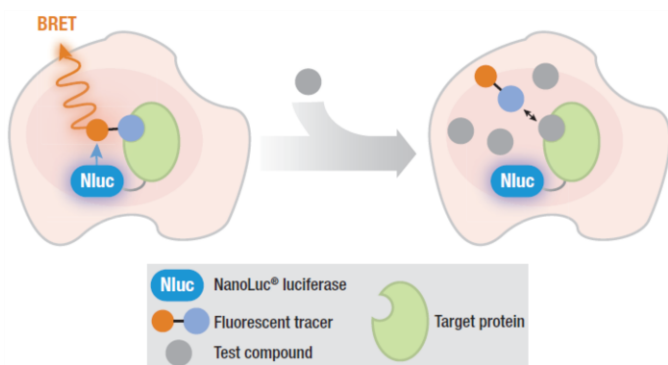 BRET
Nluc
Nluc
Nluc NanoLuc® luciferase
Fluorescent tracer
Test compound
Target protein